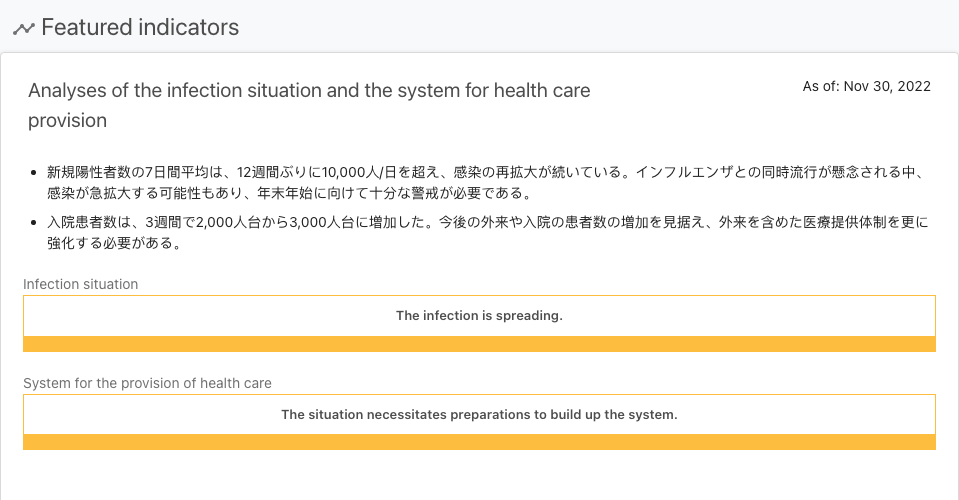 Featured indicators
Analyses of the infection situation and the system for health care
provision
As of: Nov 30, 2022
• 新規陽性者数の7日間平均は、12週間ぶりに10,000人/日を超え、感染の再拡大が続いている。インフルエンザとの同時流行が懸念される中、
感染が急拡大する可能性もあり、年末年始に向けて十分な警戒が必要である。
• 入院患者数は、3週間で2,000人台から3,000人台に増加した。今後の外来や入院の患者数の増加を見据え、外来を含めた医療提供体制を更に
強化する必要がある。
Infection situation
The infection is spreading.
System for the provision of health care
The situation necessitates preparations to build up the system.